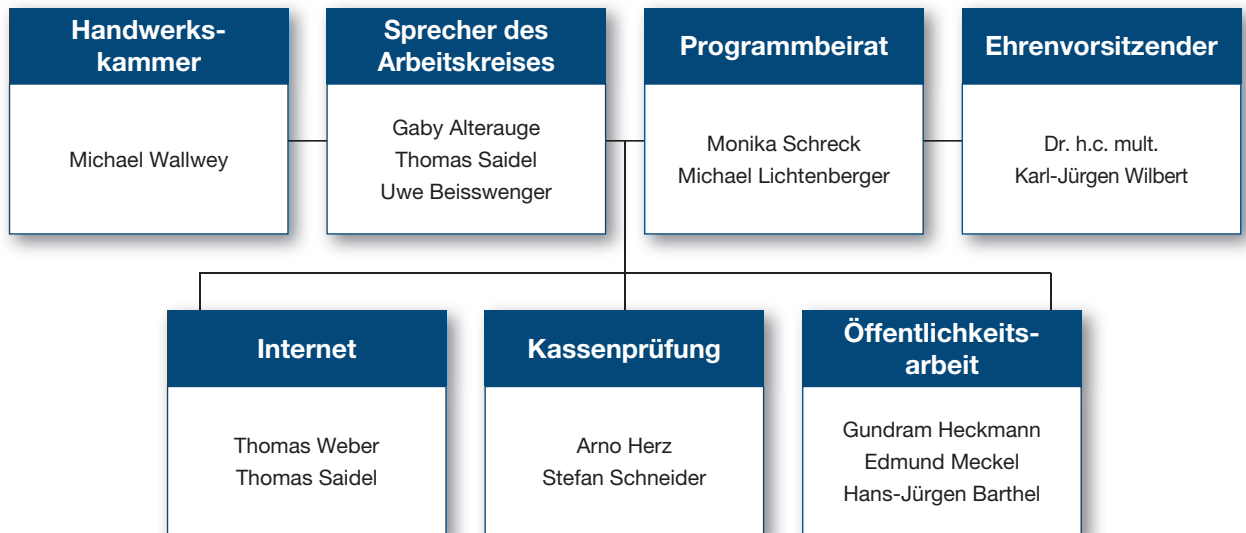 Handwerks-
kammer
Michael Wallwey
Sprecher des
Arbeitskreises
Gaby Alterauge
Thomas Saidel
Uwe Beisswenger
Programmbeirat
Monika Schreck
Michael Lichtenberger
Ehrenvorsitzender
Dr. h.c. mult.
Karl-Jürgen Wilbert
Internet
Thomas Weber
Thomas Saidel
Kassenprüfung
Arno Herz
Stefan Schneider
Öffentlichkeits-
arbeit
Gundram Heckmann
Edmund Meckel
Hans-Jürgen Barthel